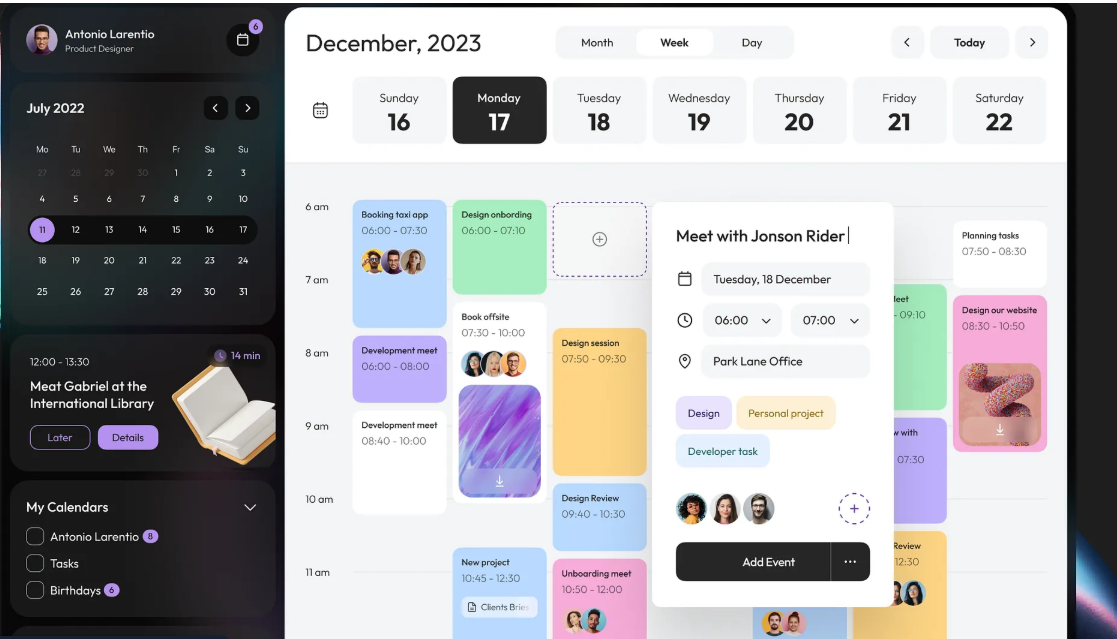 Antonio Larentio
Product Designer
6
July 2022
Mo Tu We Th Fr Sa Su
27 28 29 30 1 2 3
4 5 6 7 8 9 10
11 12 13 14 15 16 17
18 19 20 21 22 23 24
25 26 27 28 29 30 31
12:00 - 13:30
14 min
Meat Gabriel at the
International Library
Later Details
My Calendars
Antonio Larentio 8
Tasks
Birthdays 6
December, 2023
Month Week Day
Today
Sunday Monday Tuesday Wednesday Thursday Friday Saturday
16 17 18 19 20 21 22
6 am
7 am
8 am
9 am
10 am
11 am
Booking taxi app
06:00 - 07:30
Development meet
06:00 - 08:00
Development meet
08:40 - 10:00
Design onbording
06:00 - 07:10
Book offsite
07:30 - 10:00
New project
10:45 - 12:30
Clients Brie
Design session
07:50 - 09:30
Design Review
09:40 - 10:30
Unboarding meet
10:50 - 12:00
Meet with Jonson Rider
Tuesday, 18 December
06:00 07:00
Park Lane Office
Design Personal project
Developer task
Add Event
- 09:10
with
07:30
Review
12:30
Planning tasks
07:50 - 08:30
Design our website
08:30 - 10:50